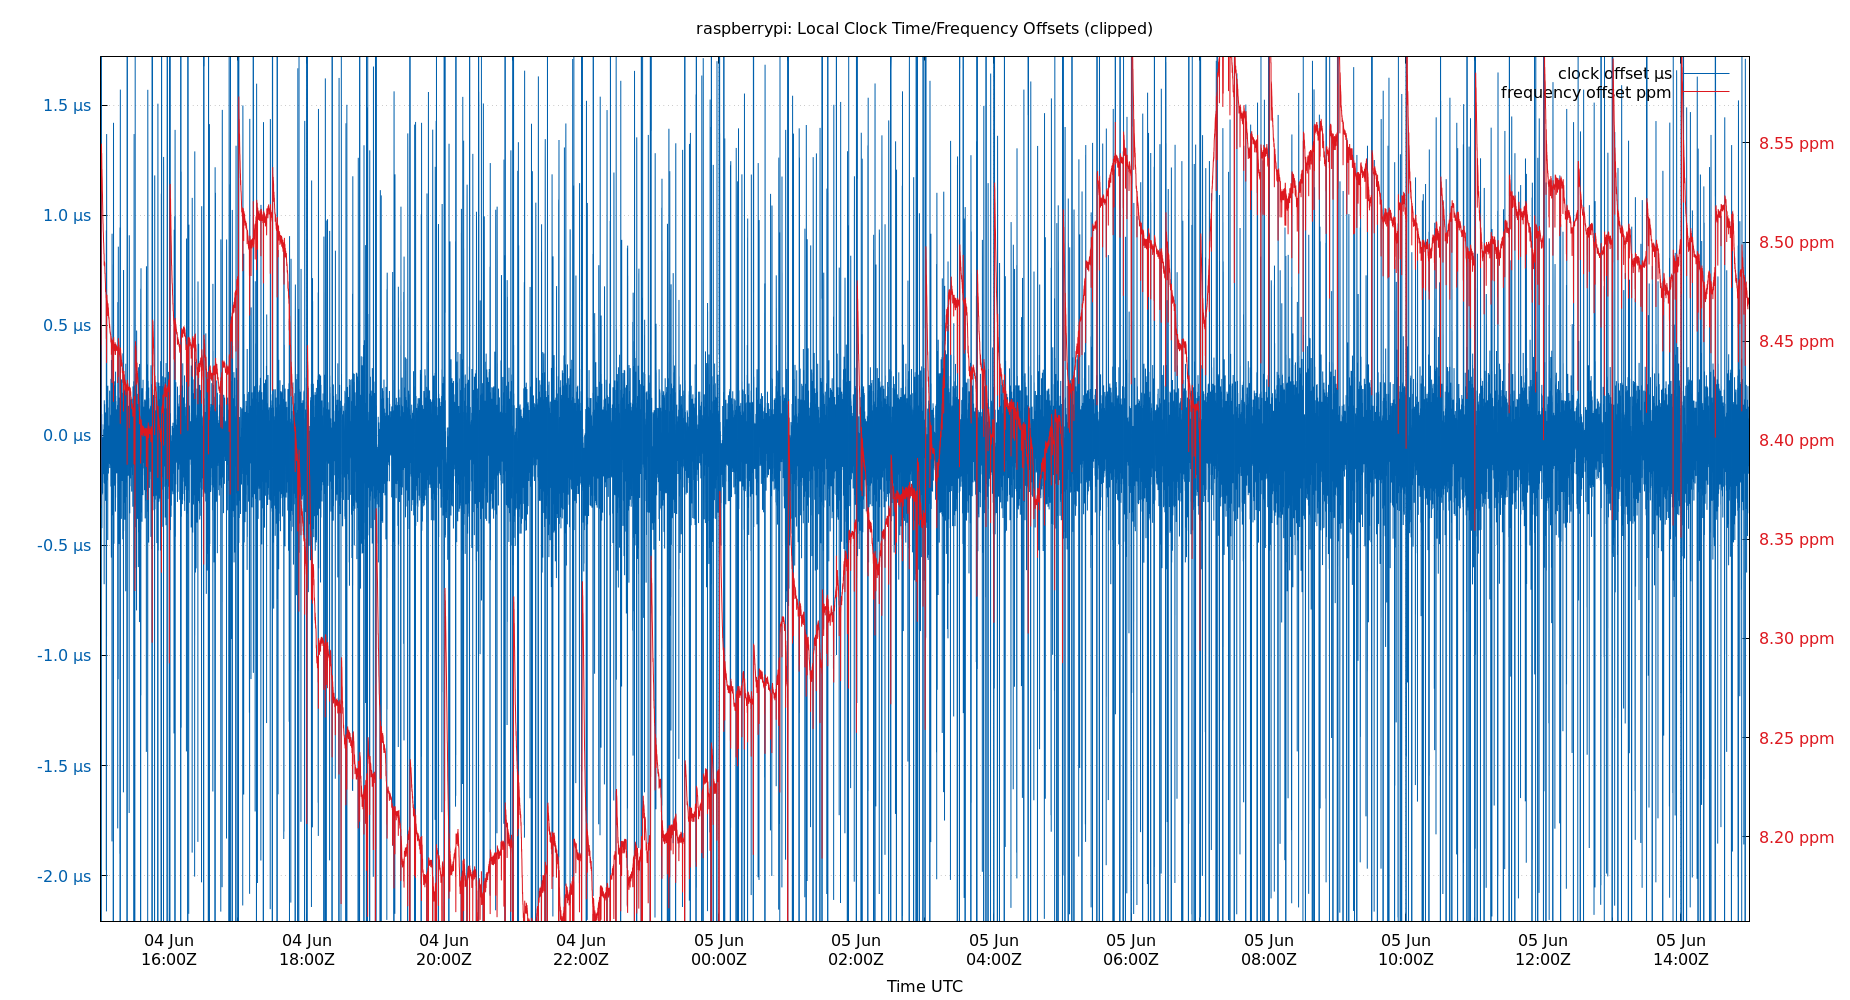 raspberrypi: Local Clock Time/Frequency Offsets (clipped)
clock offset µs
frequency offset ppm
1.5 µs
1.0 µs
0.5 µs
0.0 µs
-0.5 µs
-1.0 µs
-1.5 µs
-2.0 µs
8.55 ppm
8.50 ppm
8.45 ppm
8.40 ppm
8.35 ppm
8.30 ppm
8.25 ppm
8.20 ppm
04 Jun 04 Jun 04 Jun 04 Jun 05 Jun 05 Jun 05 Jun 05 Jun 05 Jun 05 Jun 05 Jun 05 Jun
16:00Z 18:00Z 20:00Z 22:00Z 00:00Z 02:00Z 04:00Z 06:00Z 08:00Z 10:00Z 12:00Z 14:00Z
Time UTC